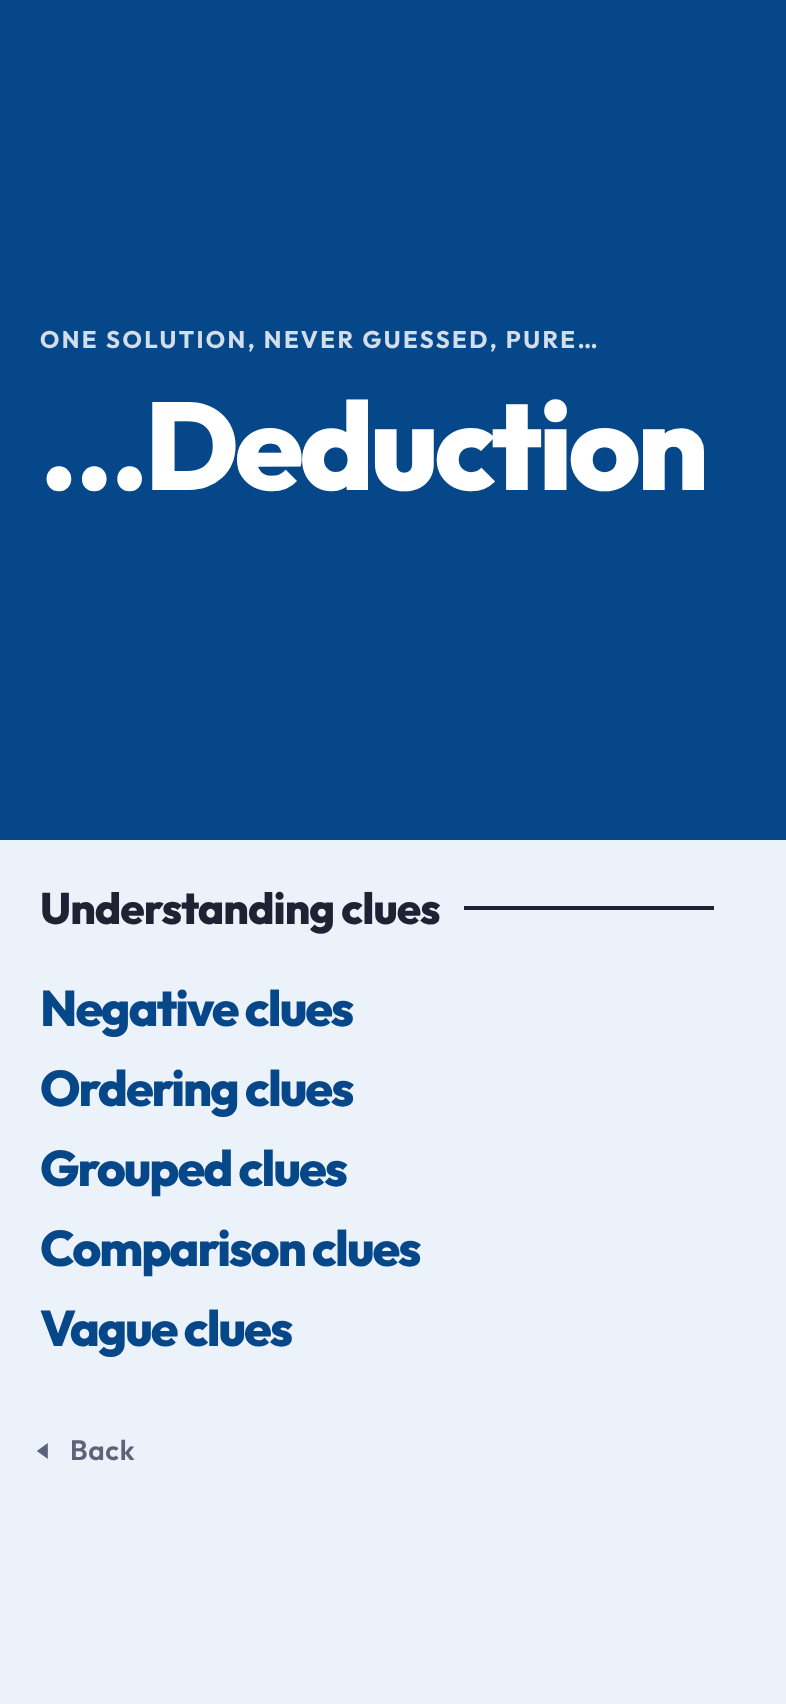 ONE SOLUTION, NEVER GUESSED, PURE...
...Deduction
Understanding clues
Negative clues
Ordering clues
Grouped clues
Comparison clues
Vague clues
Back